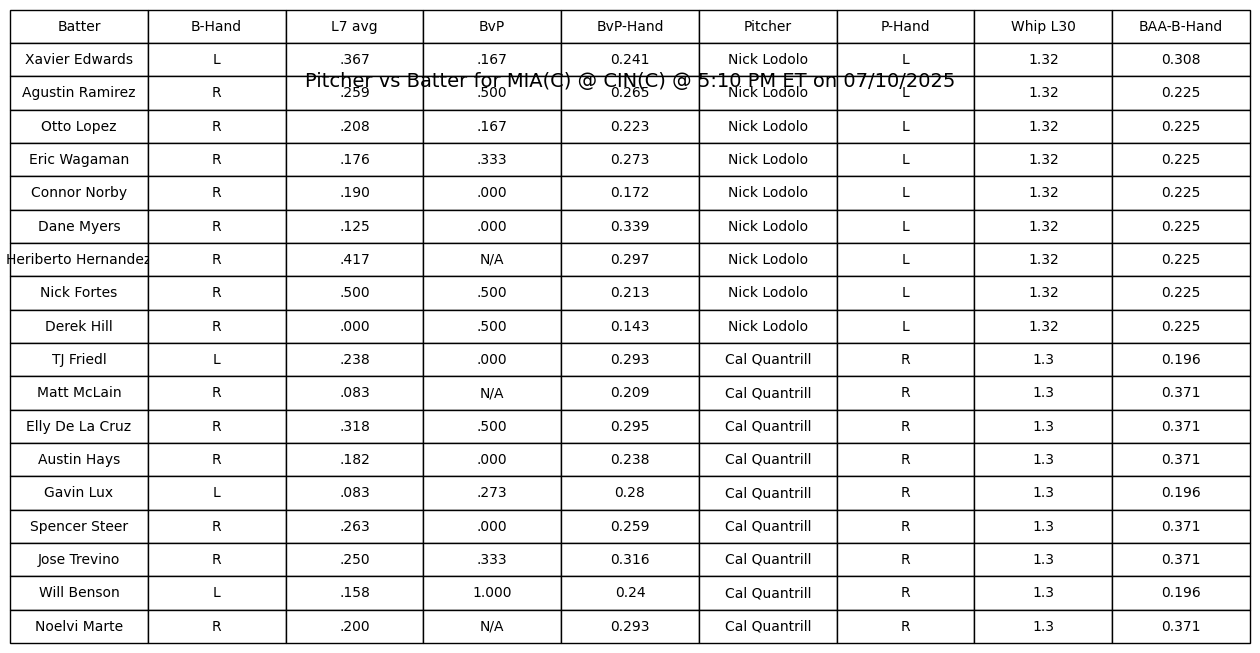 Batter B-Hand L7 avg BvP BvP-Hand Pitcher P-Hand Whip L30 BAA-B-Hand
Xavier Edwards L .367 .167 0.241 Nick Lodolo L 1.32 0.308
Pitcher vs Batter for MIA(C) @ CIN(C) @ 5:10 PM ET on 07/10/2025
Agustin Ramirez R .259 .500 0.265 Nick Lodolo L 1.32 0.225
Otto Lopez R .208 .167 0.223 Nick Lodolo L 1.32 0.225
Eric Wagaman R .176 .333 0.273 Nick Lodolo L 1.32 0.225
Connor Norby R .190 .000 0.172 Nick Lodolo L 1.32 0.225
Dane Myers R .125 .000 0.339 Nick Lodolo L 1.32 0.225
Heriberto Hernandez R .417 N/A 0.297 Nick Lodolo L 1.32 0.225
Nick Fortes R .500 .500 0.213 Nick Lodolo L 1.32 0.225
Derek Hill R .000 .500 0.143 Nick Lodolo L 1.32 0.225
TJ Friedl L .238 .000 0.293 Cal Quantrill R 1.3 0.196
Matt McLain R .083 N/A 0.209 Cal Quantrill R 1.3 0.371
Elly De La Cruz R .318 .500 0.295 Cal Quantrill R 1.3 0.371
Austin Hays R .182 .000 0.238 Cal Quantrill R 1.3 0.371
Gavin Lux L .083 .273 0.28 Cal Quantrill R 1.3 0.196
Spencer Steer R .263 .000 0.259 Cal Quantrill R 1.3 0.371
Jose Trevino R .250 .333 0.316 Cal Quantrill R 1.3 0.371
Will Benson L .158 1.000 0.24 Cal Quantrill R 1.3 0.196
Noelvi Marte R .200 N/A 0.293 Cal Quantrill R 1.3 0.371